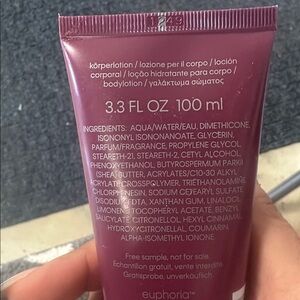 1249
körperlotion / lozione per il corpo / loción
corporal / loção hidratante para corpo /
bodylotion / γαλάκτωμα σώματος
3.3 FL OZ 100 ml
INGREDIENTS: AQUA/WATER/EAU, DIMETHICONE,
ISONONYL ISONONANOATE, GLYCERIN,
PARFUM/FRAGRANCE, PROPYLENE GLYCOL,
STEARETH-21, STEARETH-2, CETYL ALCOHOL,
PHENOXYETHANOL, BUTYROSPERMUM PARKII
(SHEA) BUTTER, ACRYLATES/C10-30 ALKYL
ACRYLATE CROSSPOLYMER, TRIETHANOLAMINE,
CHLORPHENESIN, SODIUM CETEARYL SULFATE,
DISODIUM EDTA, XANTHAN GUM, LINALOOL,
LIMONENE, TOCOPHERYL ACETATE, BENZYL
SALICYLATE, CITRONELLOL, HEXYL CINNAMAL,
HYDROXYCITRONELLAL, COUMARIN,
ALPHA-ISOMETHYL IONONE.
Free sample, not for sale.
Echantillon gratuit, vente interdite
Gratisprobe, unverkäuflich.
euphoria™